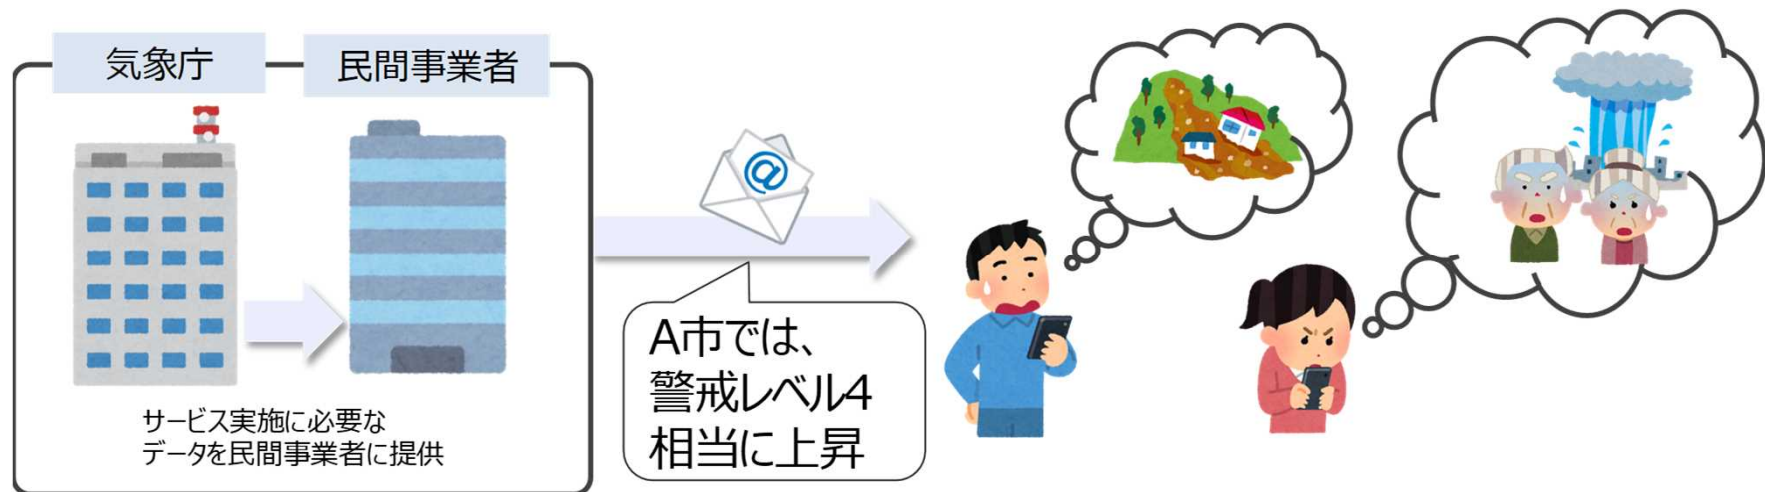 気象庁
民間事業者
サービス実施に必要な
データを民間事業者に提供
@
A市では、
警戒レベル4
相当に上昇